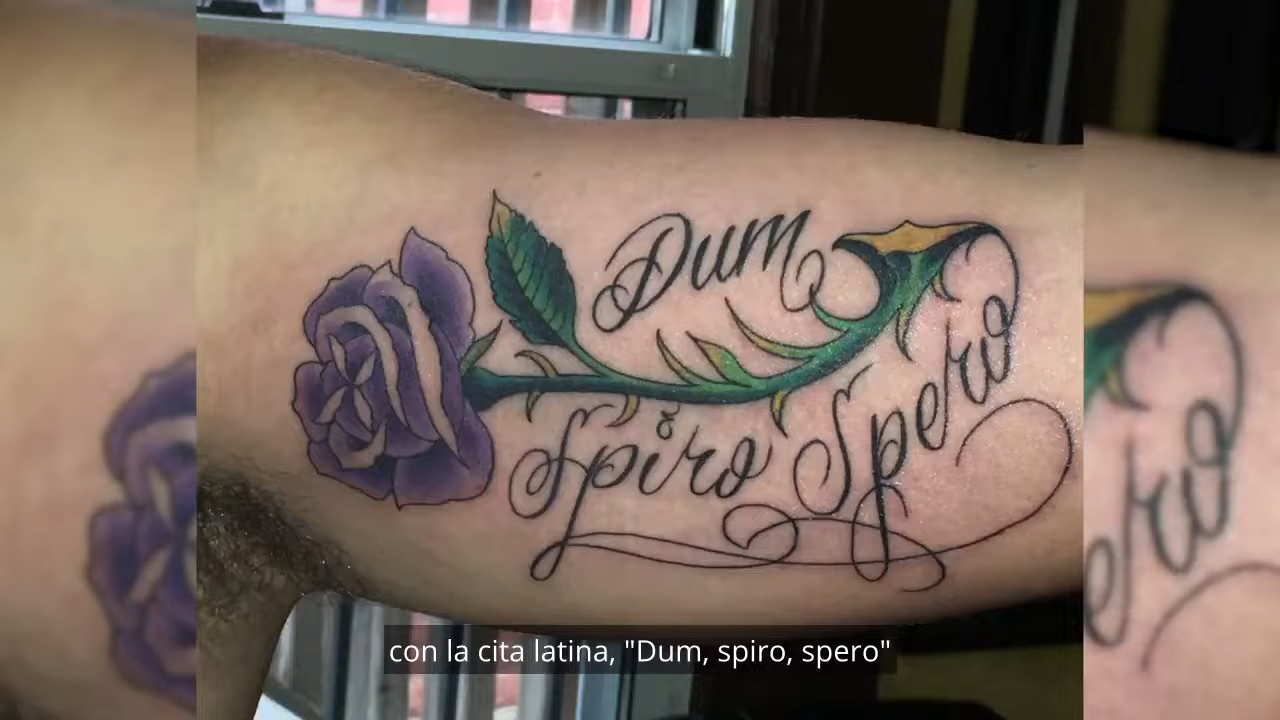 Dum
Spiro Spero
con la cita latina, "Dum, spiro, spero"